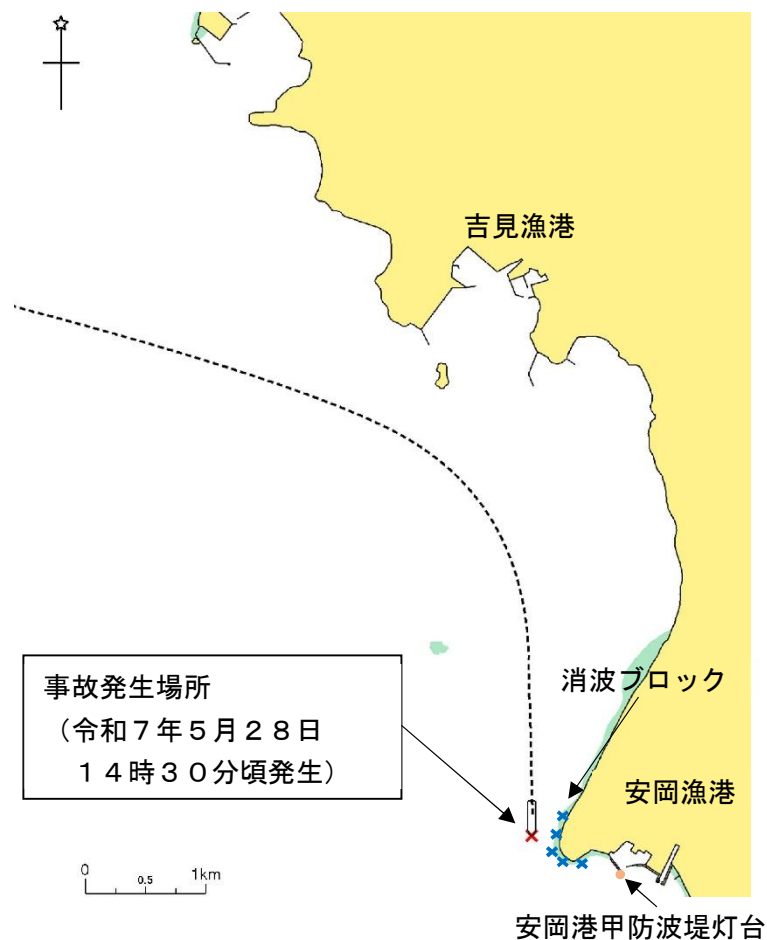 吉見漁港
事故発生場所
（令和７年５月２８日
１４時３０分頃発生）
消波ブロック
安岡漁港
0
0.5
1km
安岡港甲防波堤灯台